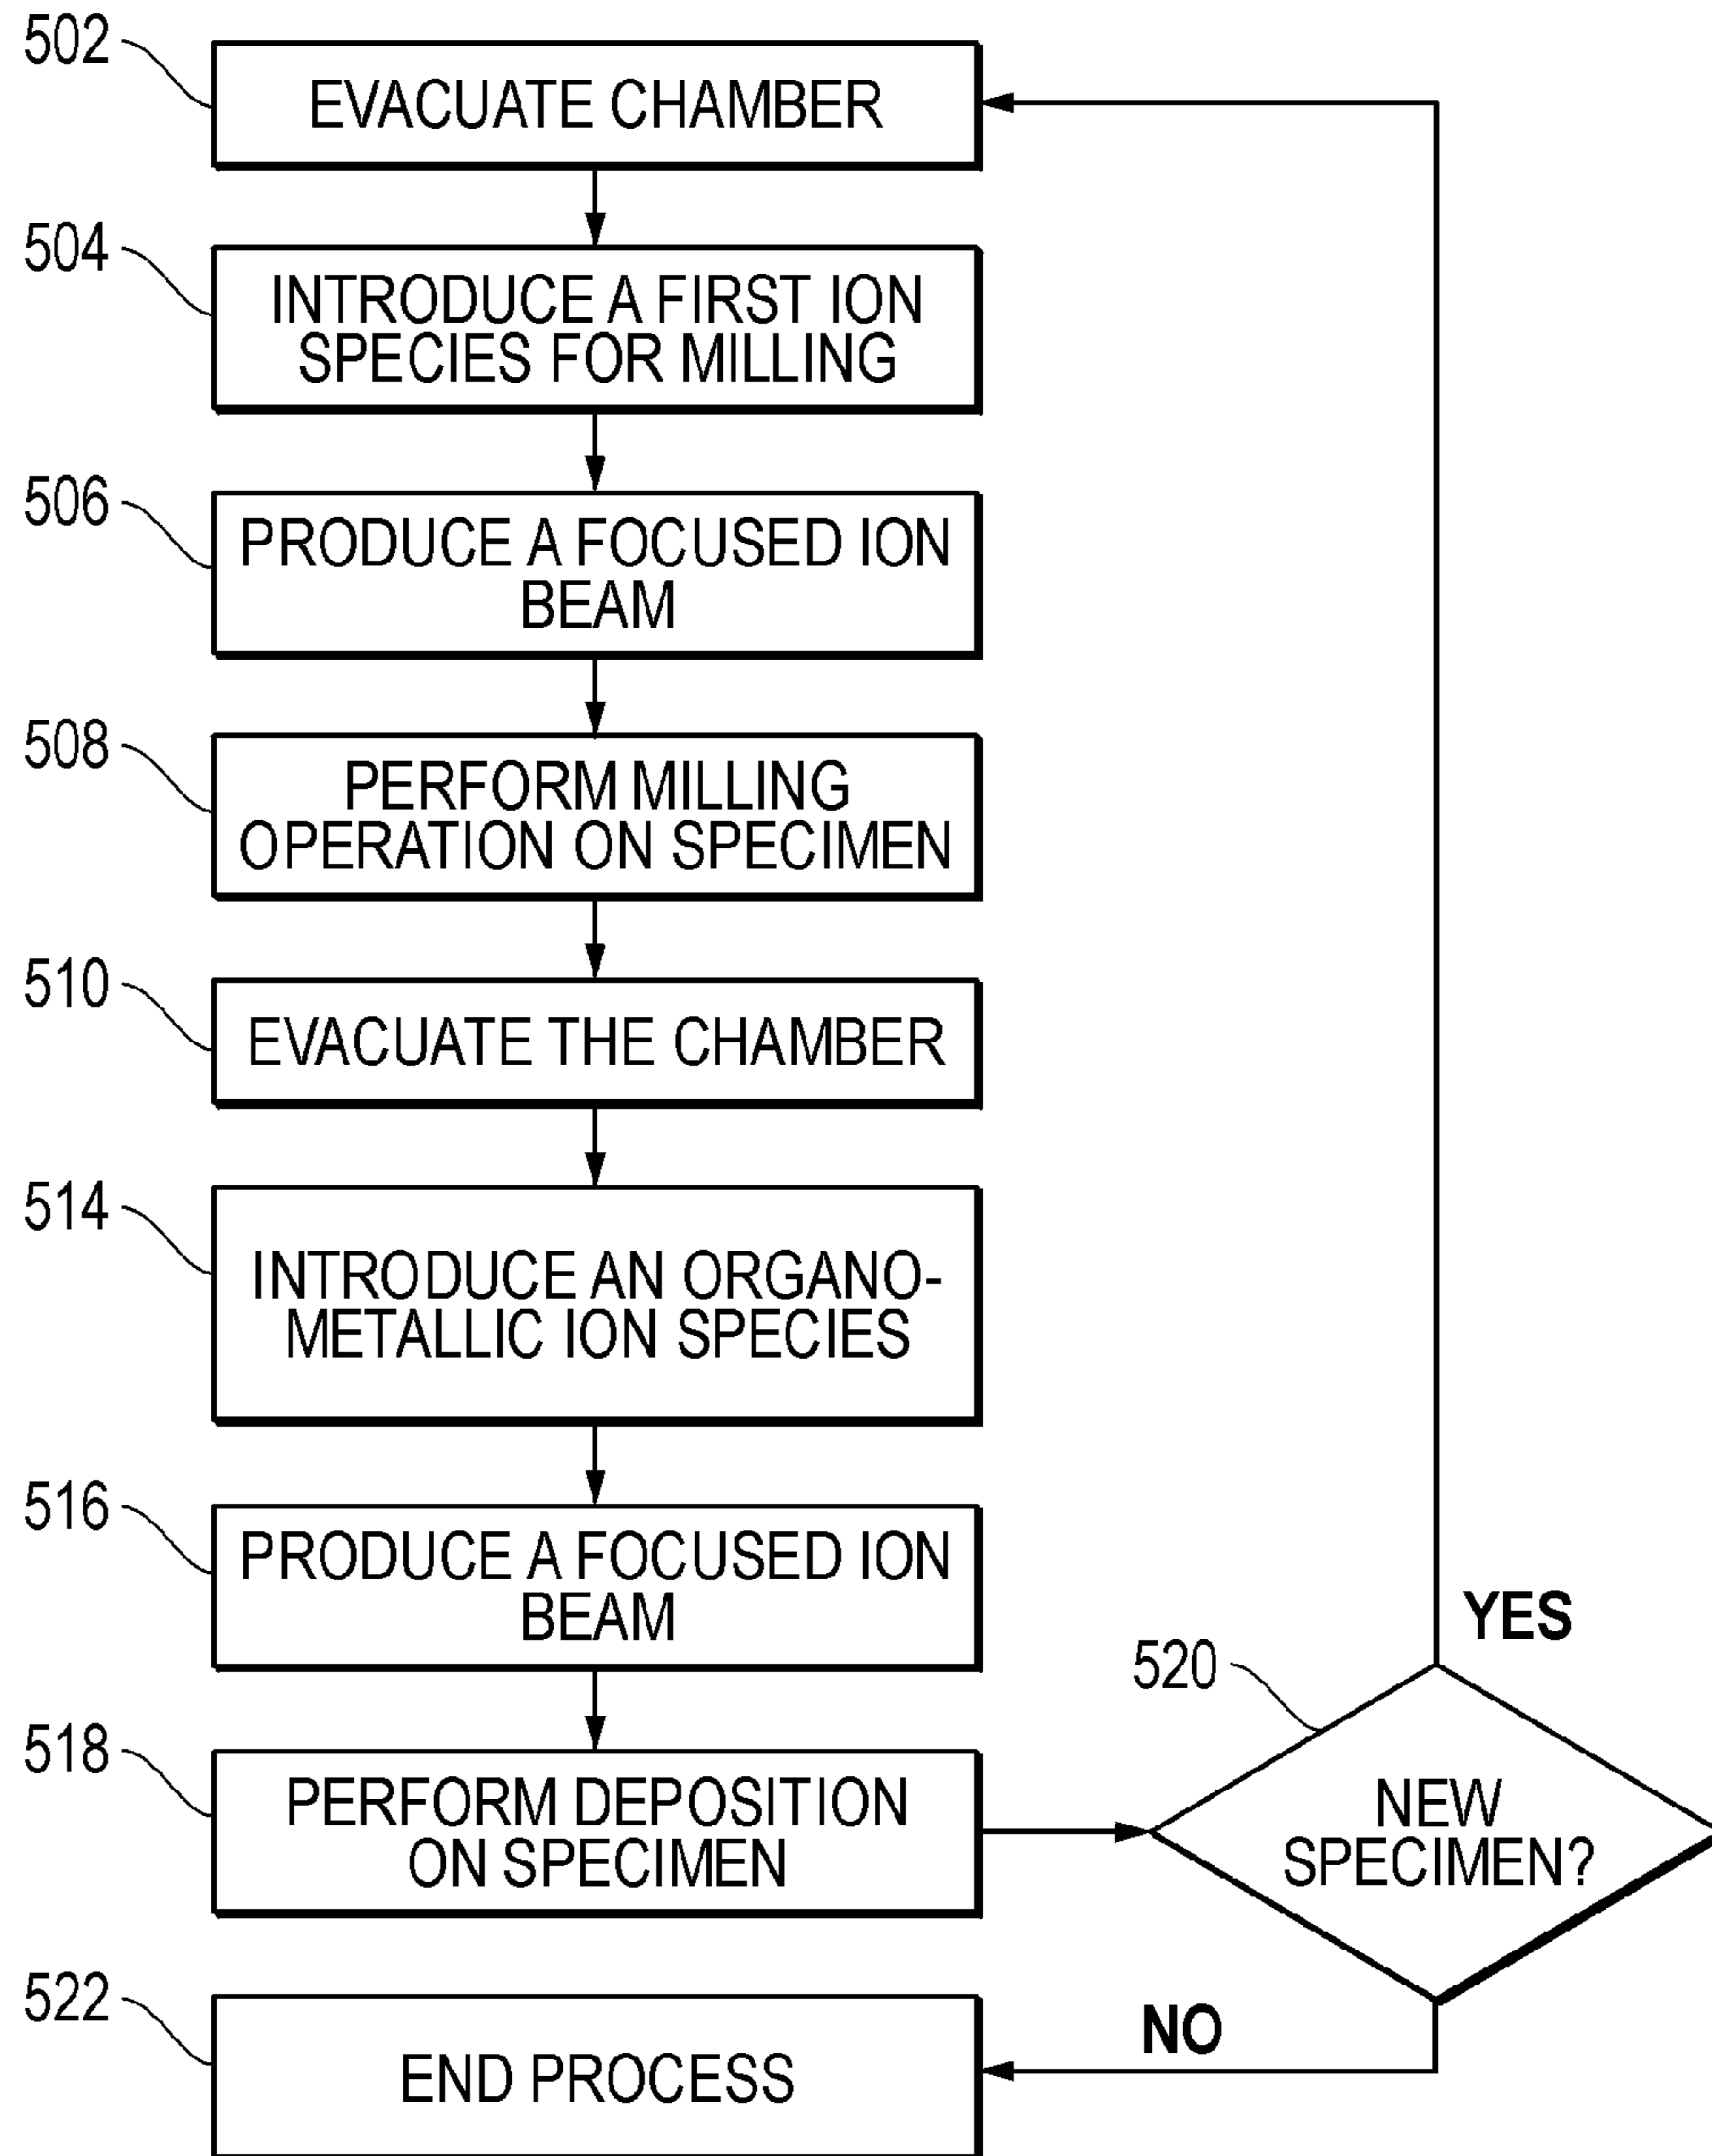 502
EVACUATE CHAMBER
504
INTRODUCE A FIRST ION
SPECIES FOR MILLING
506
PRODUCE A FOCUSED ION
BEAM
508
PERFORM MILLING
OPERATION ON SPECIMEN
510
EVACUATE THE CHAMBER
514
INTRODUCE AN ORGANO-
METALLIC ION SPECIES
516
PRODUCE A FOCUSED ION
BEAM
518
PERFORM DEPOSITION
ON SPECIMEN
520
YES
NEW
SPECIMEN?
NO
522
END PROCESS